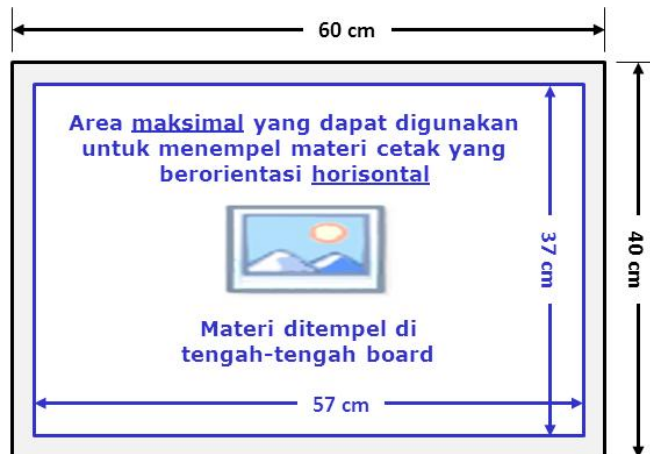 60 cm
Area maksimal yang dapat digunakan
untuk menempel materi cetak yang
berorientasi horisontal
37 cm
40 cm
Materi ditempel di
tengah-tengah board
57 cm